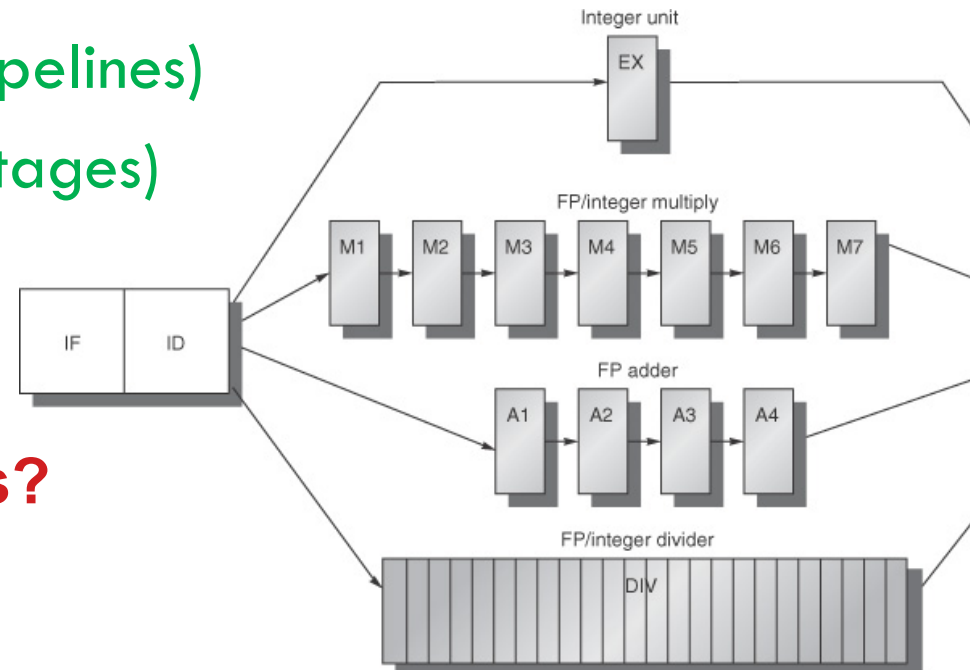 pelines)
tages)
s?
Integer unit
EX
FP/integer multiply
M1 M2 M3 M4 M5 M6 M7
IF ID
FP adder
A1 A2 A3 A4
FP/integer divider
DIV